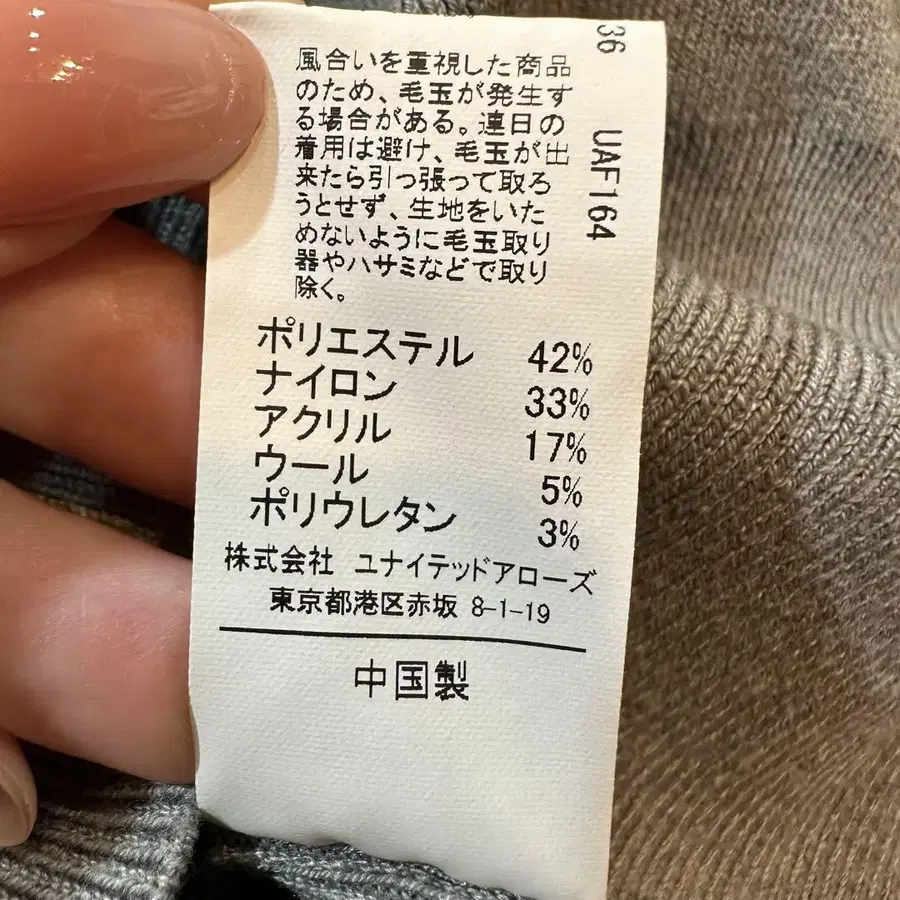 風合いを重視した商品
のため、毛玉が発生す
る場合がある。連日の
着用は避け、毛玉が出
来たら引っ張って取ろ
うとせず、生地をいた
めないように毛玉取り
器やハサミなどで取り
除く。
36 UAF164
ポリエステル 42%
ナイロン 33%
アクリル 17%
ウール 5%
ポリウレタン 3%
株式会社 ユナイテッドアローズ
東京都港区赤坂 8-1-19
中国製